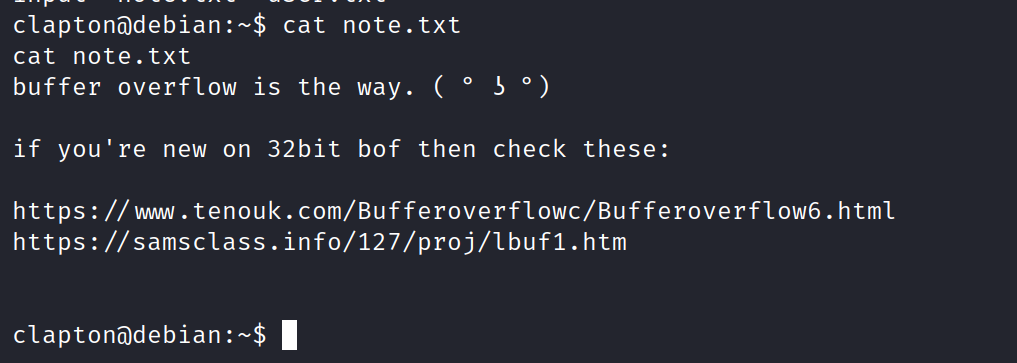 input note.txt user.txt
clapton@debian:~$ cat note.txt
cat note.txt
buffer overflow is the way. ( ° ʖ °)
if you're new on 32bit bof then check these:
https://www.tenouk.com/Bufferoverflowc/Bufferoverflow6.html
https://samsclass.info/127/proj/lbuf1.htm
clapton@debian:~$